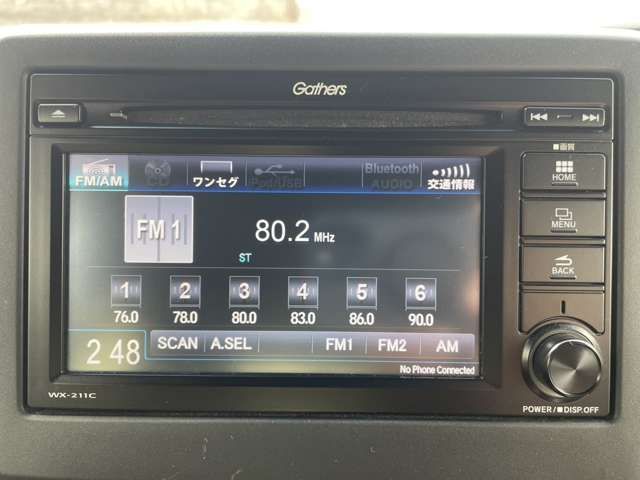 Gathers
■画質
FM/AM CD ワンセグ iPod/USB Bluetooth AUDIO 交通情報
HOME
FM 1 80.2 MHz
ST
MENU
BACK
1 2 3 4 5 6
76.0 78.0 80.0 83.0 86.0 90.0
2 48 SCAN A.SEL FM1 FM2 AM
No Phone Connected
WX-211C
POWER/■DISP.OFF